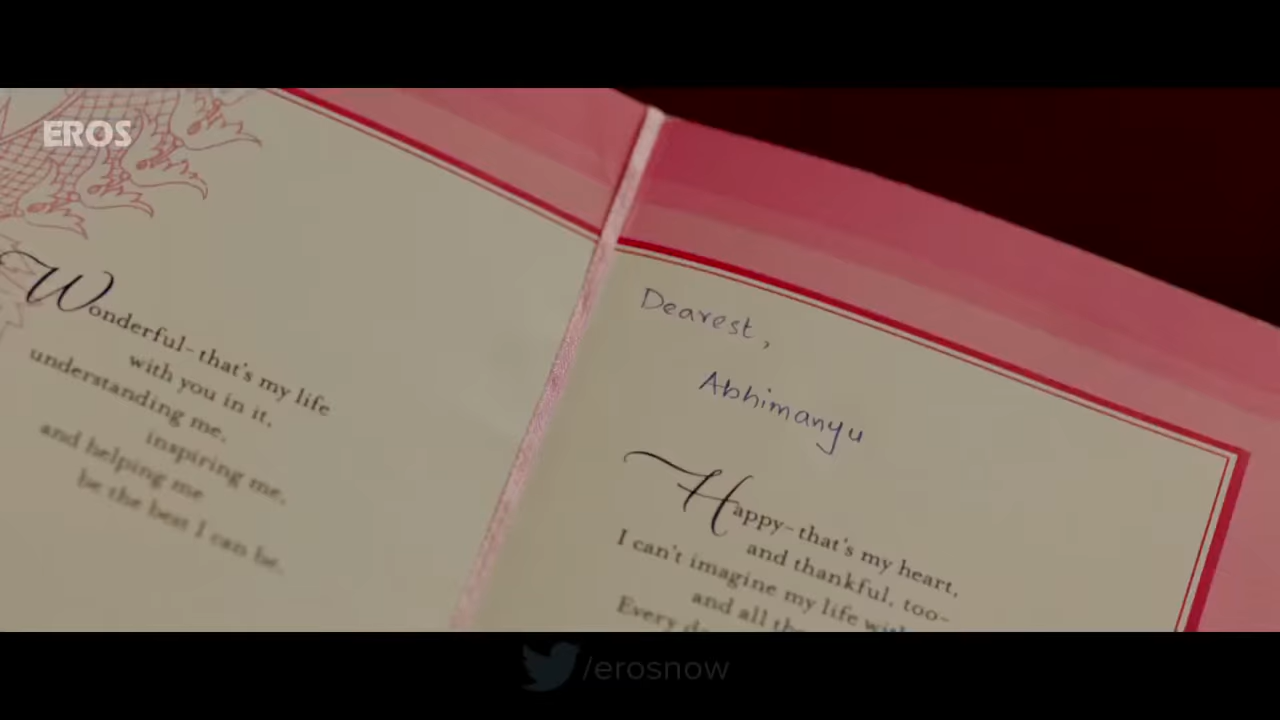 EROS
Wonderful-that's my life
with you in it,
understanding me,
inspiring me,
and helping me
be the best I can be.
Dearest,
Abhimanyu
Happy-that's my heart,
and thankful, too-
I can't imagine my life
and all
Every
/erosnow